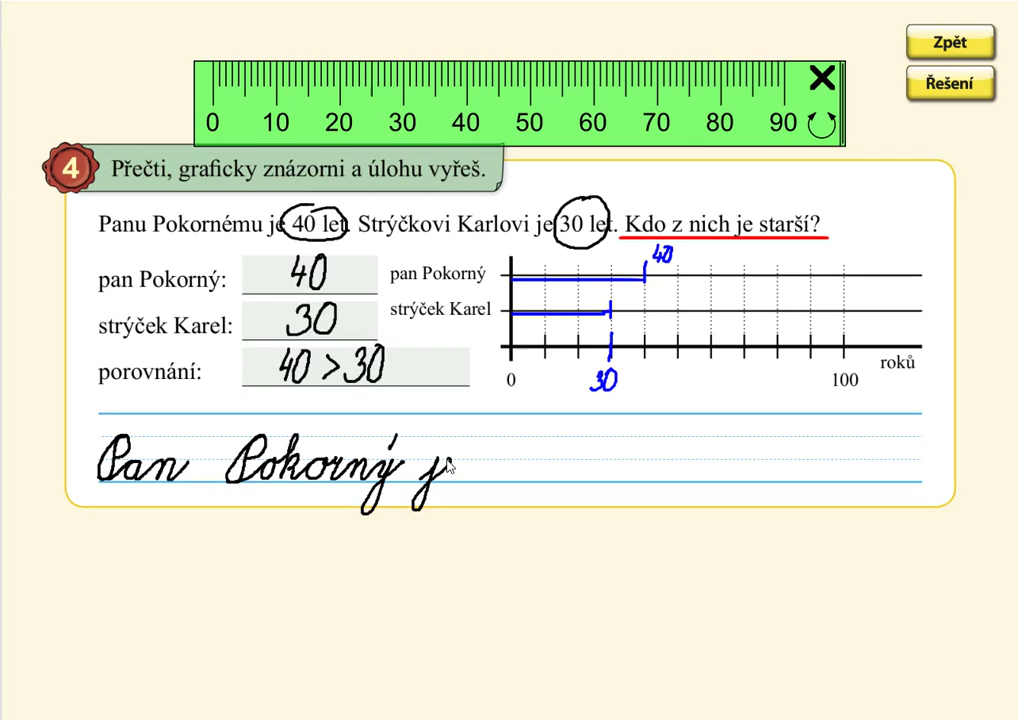 Zpět
Řešení
0 10 20 30 40 50 60 70 80 90
4 Přečti, graficky znázorni a úlohu vyřeš.
Panu Pokornému je 40 let. Strýčkovi Karlovi je 30 let. Kdo z nich je starší?
pan Pokorný: 40
strýček Karel: 30
porovnání: 40 > 30
pan Pokorný 40
strýček Karel
roků
0 30 100
Pan Pokorný j